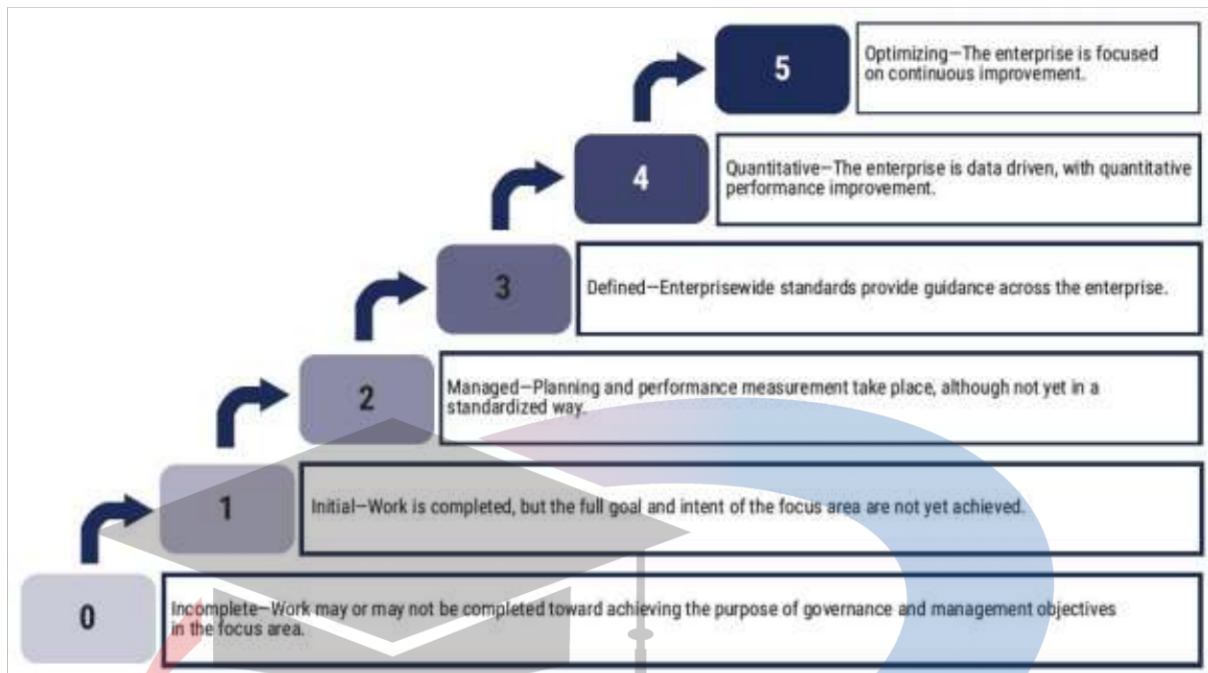 5
Optimizing—The enterprise is focused
on continuous improvement.
4
Quantitative—The enterprise is data driven, with quantitative
performance improvement.
3
Defined—Enterprisewide standards provide guidance across the enterprise.
2
Managed—Planning and performance measurement take place, although not yet in a
standardized way.
1
Initial—Work is completed, but the full goal and intent of the focus area are not yet achieved.
0
Incomplete—Work may or may not be completed toward achieving the purpose of governance and management objectives
in the focus area.